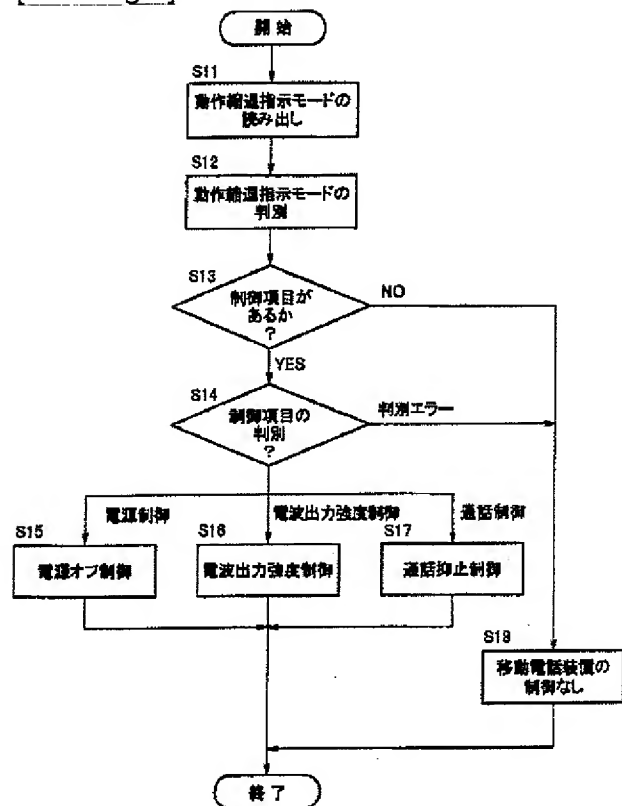 開始
S11
動作縮退指示モードの
読み出し
S12
動作縮退指示モードの
判別
S13
制御項目が
あるか
?
NO
YES
S14
制御項目の
判別
?
判別エラー
電源制御
電波出力強度制御
通話制御
S15
電源オフ制御
S16
電波出力強度制御
S17
通話抑止制御
S18
移動電話装置の
制御なし
終了